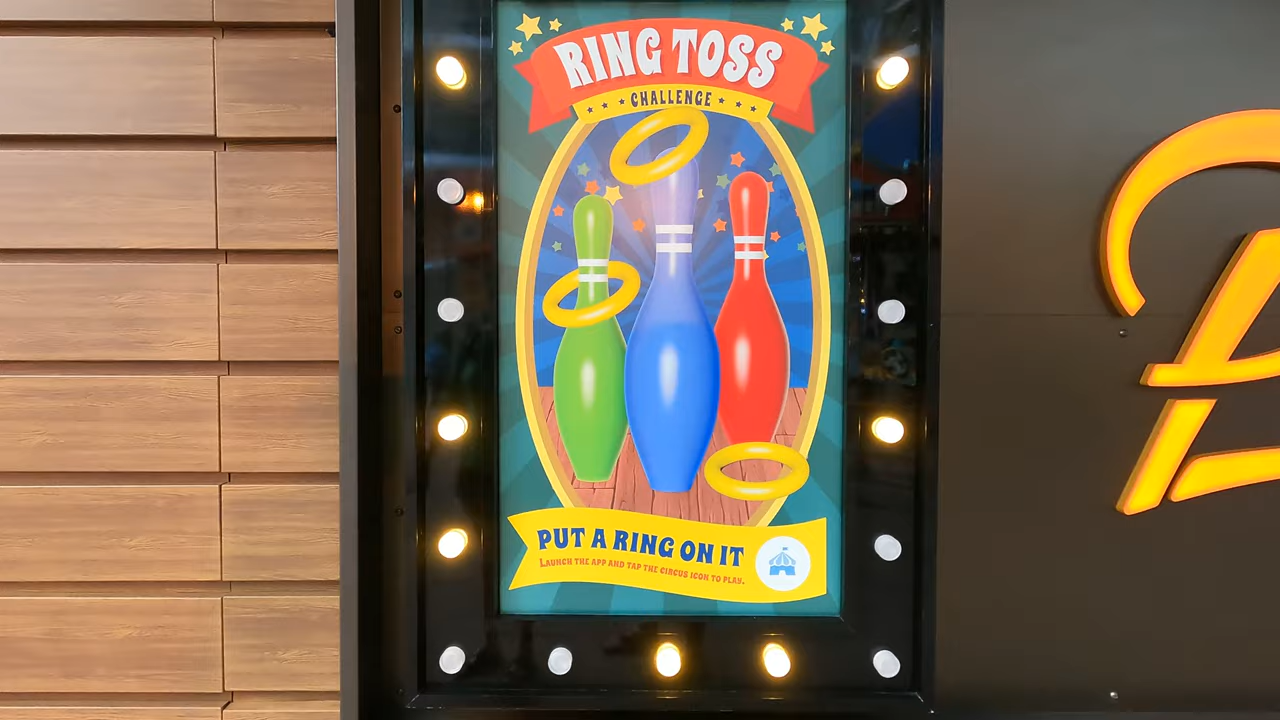 RING TOSS
CHALLENGE
PUT A RING ON IT
LAUNCH THE APP AND TAP THE CIRCUS ICON TO PLAY.